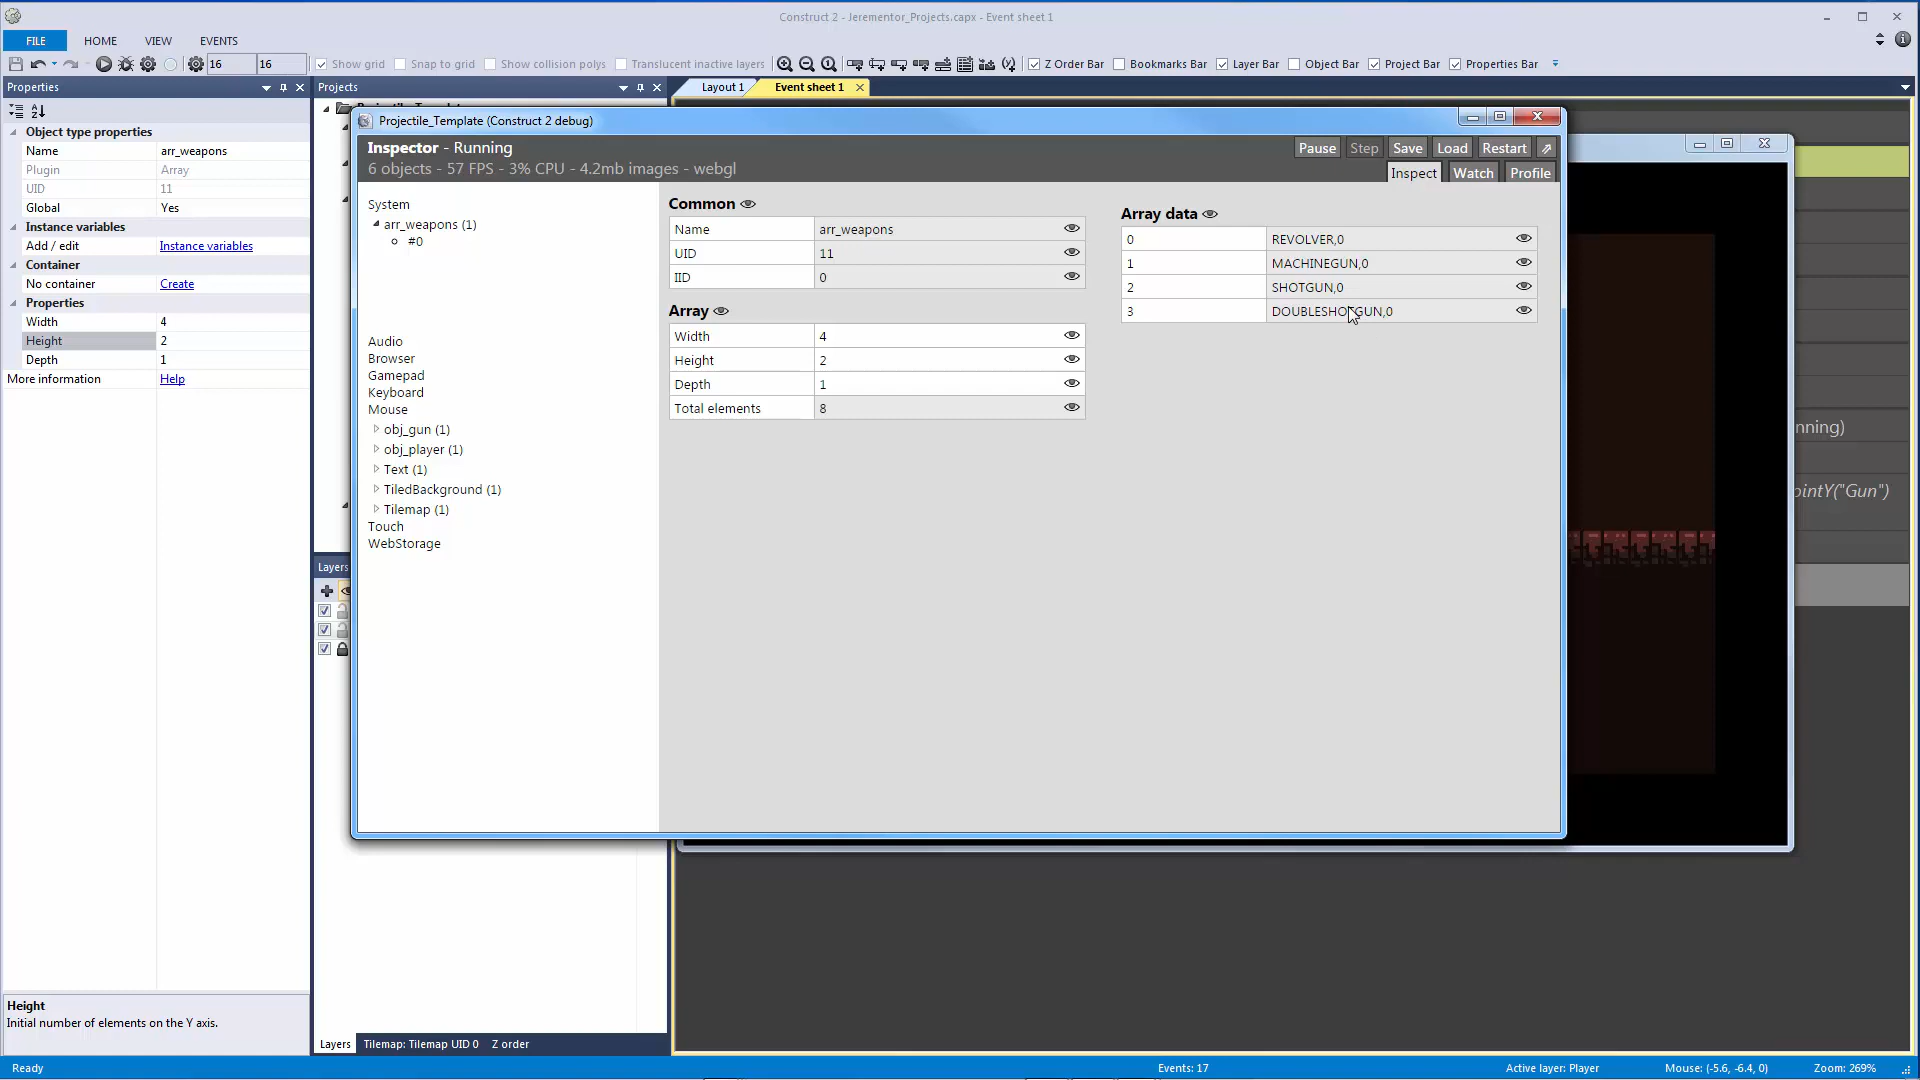 Construct 2 - Jerementor_Projects.capx - Event sheet 1
FILE HOME VIEW EVENTS
16 16 Show grid Snap to grid Show collision polys Translucent inactive layers Z Order Bar Bookmarks Bar Layer Bar Object Bar Project Bar Properties Bar
Properties
Object type properties
Name arr_weapons
Plugin Array
UID 11
Global Yes
Instance variables
Add / edit Instance variables
Container
No container Create
Properties
Width 4
Height 2
Depth 1
More information Help
Height
Initial number of elements on the Y axis.
Projects
Layers
Layers Tilemap: Tilemap UID 0 Z order
Layout 1 Event sheet 1
Projectile_Template (Construct 2 debug)
Inspector - Running
6 objects - 57 FPS - 3% CPU - 4.2mb images - webgl
Pause Step Save Load Restart
Inspect Watch Profile
System
arr_weapons (1)
#0
Audio
Browser
Gamepad
Keyboard
Mouse
obj_gun (1)
obj_player (1)
Text (1)
TiledBackground (1)
Tilemap (1)
Touch
WebStorage
Common
Name arr_weapons
UID 11
IID 0
Array
Width 4
Height 2
Depth 1
Total elements 8
Array data
0 REVOLVER,0
1 MACHINEGUN,0
2 SHOTGUN,0
3 DOUBLESHOTGUN,0
nning)
ointY("Gun")
Ready Events: 17 Active layer: Player Mouse: (-5.6, -6.4, 0) Zoom: 269%